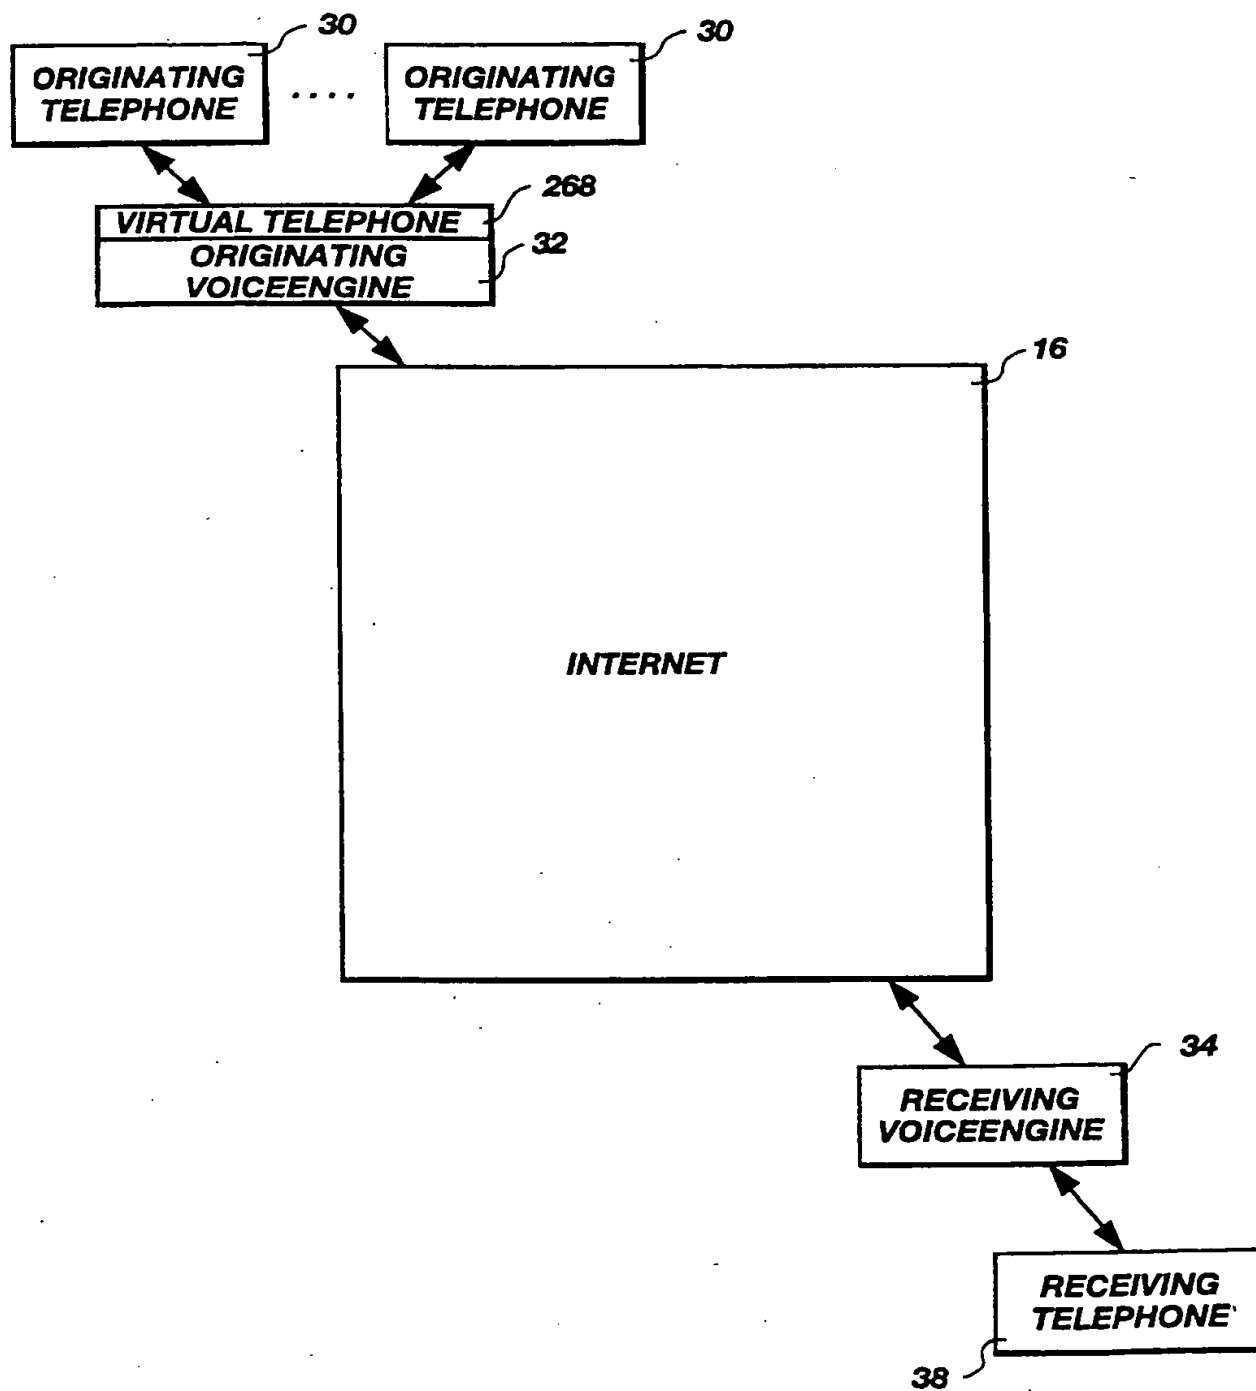 30
30
ORIGINATING
TELEPHONE
....
ORIGINATING
TELEPHONE
268
VIRTUAL TELEPHONE
32
ORIGINATING
VOICEENGINE
16
INTERNET
34
RECEIVING
VOICEENGINE
RECEIVING
TELEPHONE
38